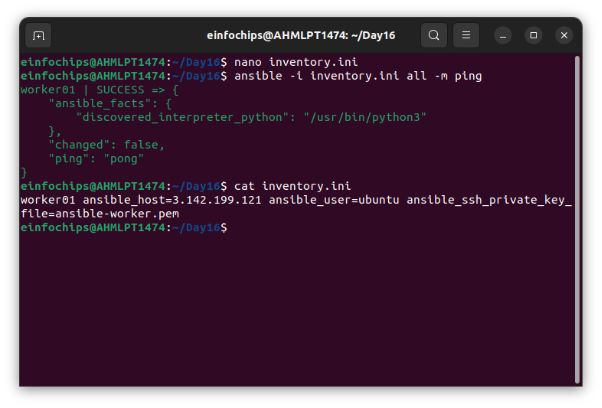 einfochips@AHMLPT1474: ~/Day16
einfochips@AHMLPT1474:~/Day16$ nano inventory.ini
einfochips@AHMLPT1474:~/Day16$ ansible -i inventory.ini all -m ping
worker01 | SUCCESS => {
    "ansible_facts": {
        "discovered_interpreter_python": "/usr/bin/python3"
    },
    "changed": false,
    "ping": "pong"
}
einfochips@AHMLPT1474:~/Day16$ cat inventory.ini
worker01 ansible_host=3.142.199.121 ansible_user=ubuntu ansible_ssh_private_key_
file=ansible-worker.pem
einfochips@AHMLPT1474:~/Day16$